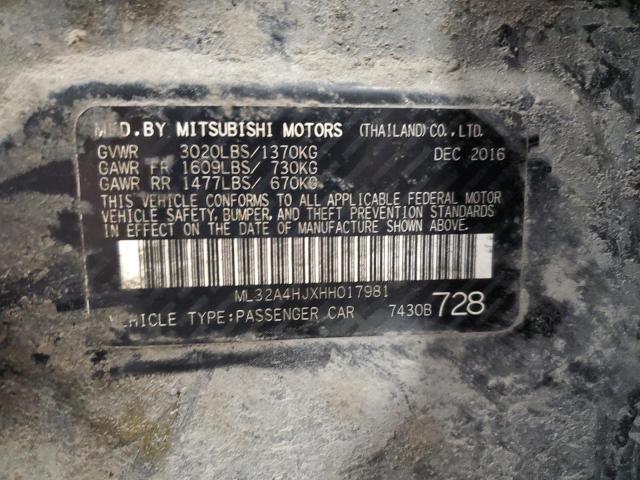 MFD.BY MITSUBISHI MOTORS (THAILAND) CO.,LTD.
GVWR 3020LBS/1370KG DEC 2016
GAWR FR 1609LBS/ 730KG
GAWR RR 1477LBS/ 670KG
THIS VEHICLE CONFORMS TO ALL APPLICABLE FEDERAL MOTOR
VEHICLE SAFETY, BUMPER, AND THEFT PREVENTION STANDARDS
IN EFFECT ON THE DATE OF MANUFACTURE SHOWN ABOVE.
ML32A4HJXHH017981
VEHICLE TYPE:PASSENGER CAR 7430B 728